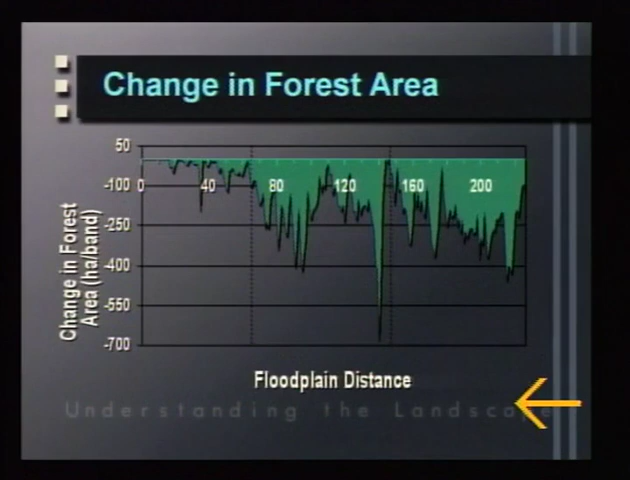 Change in Forest Area
50
-100
-250
-400
-550
-700
0 40 80 120 160 200
Change in Forest
Area (ha/band)
Floodplain Distance
Understanding the Landscape